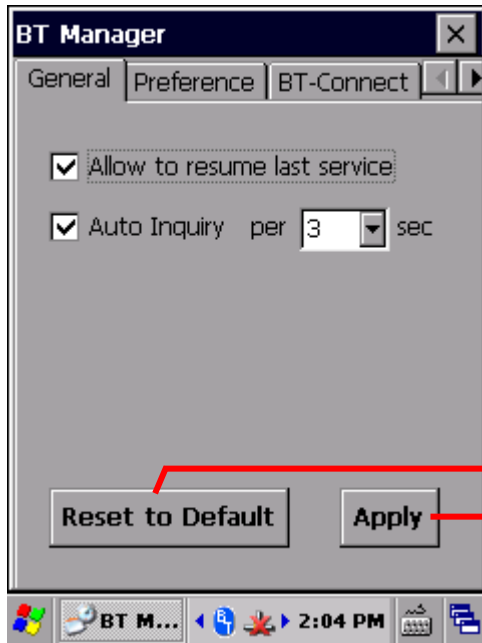 BT Manager
General Preference BT-Connect
Allow to resume last service
Auto Inquiry per 3 sec
Reset to Default Apply
BT M... 2:04 PM